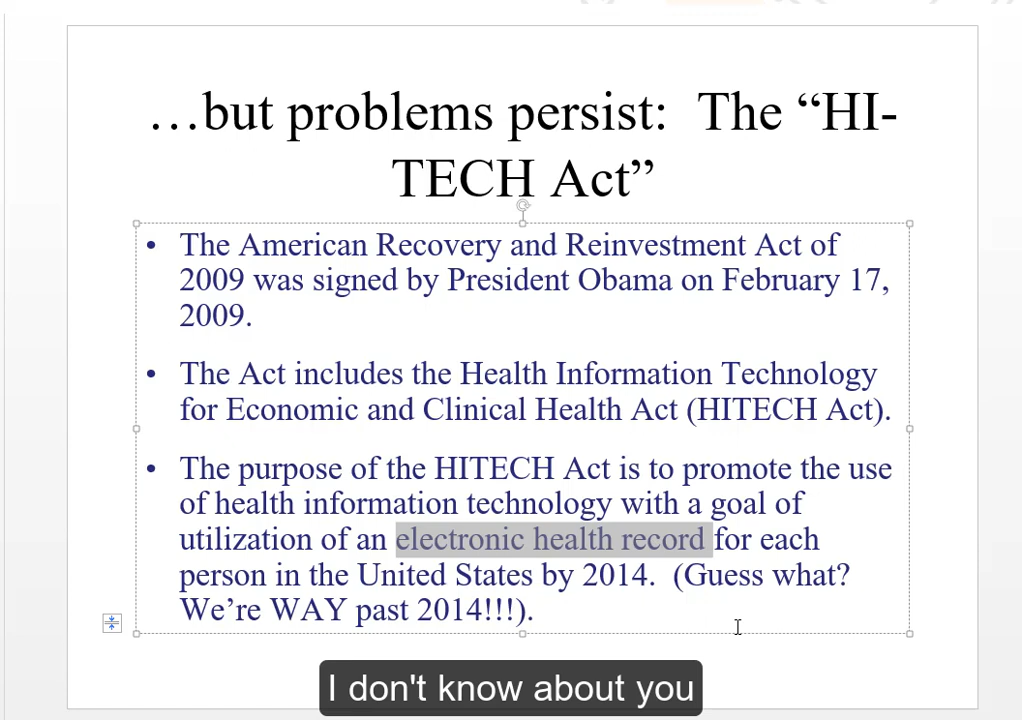 …but problems persist:  The “HI-
TECH Act”
• The American Recovery and Reinvestment Act of
2009 was signed by President Obama on February 17,
2009.
• The Act includes the Health Information Technology
for Economic and Clinical Health Act (HITECH Act).
• The purpose of the HITECH Act is to promote the use
of health information technology with a goal of
utilization of an electronic health record for each
person in the United States by 2014.  (Guess what?
We’re WAY past 2014!!!).
I don't know about you